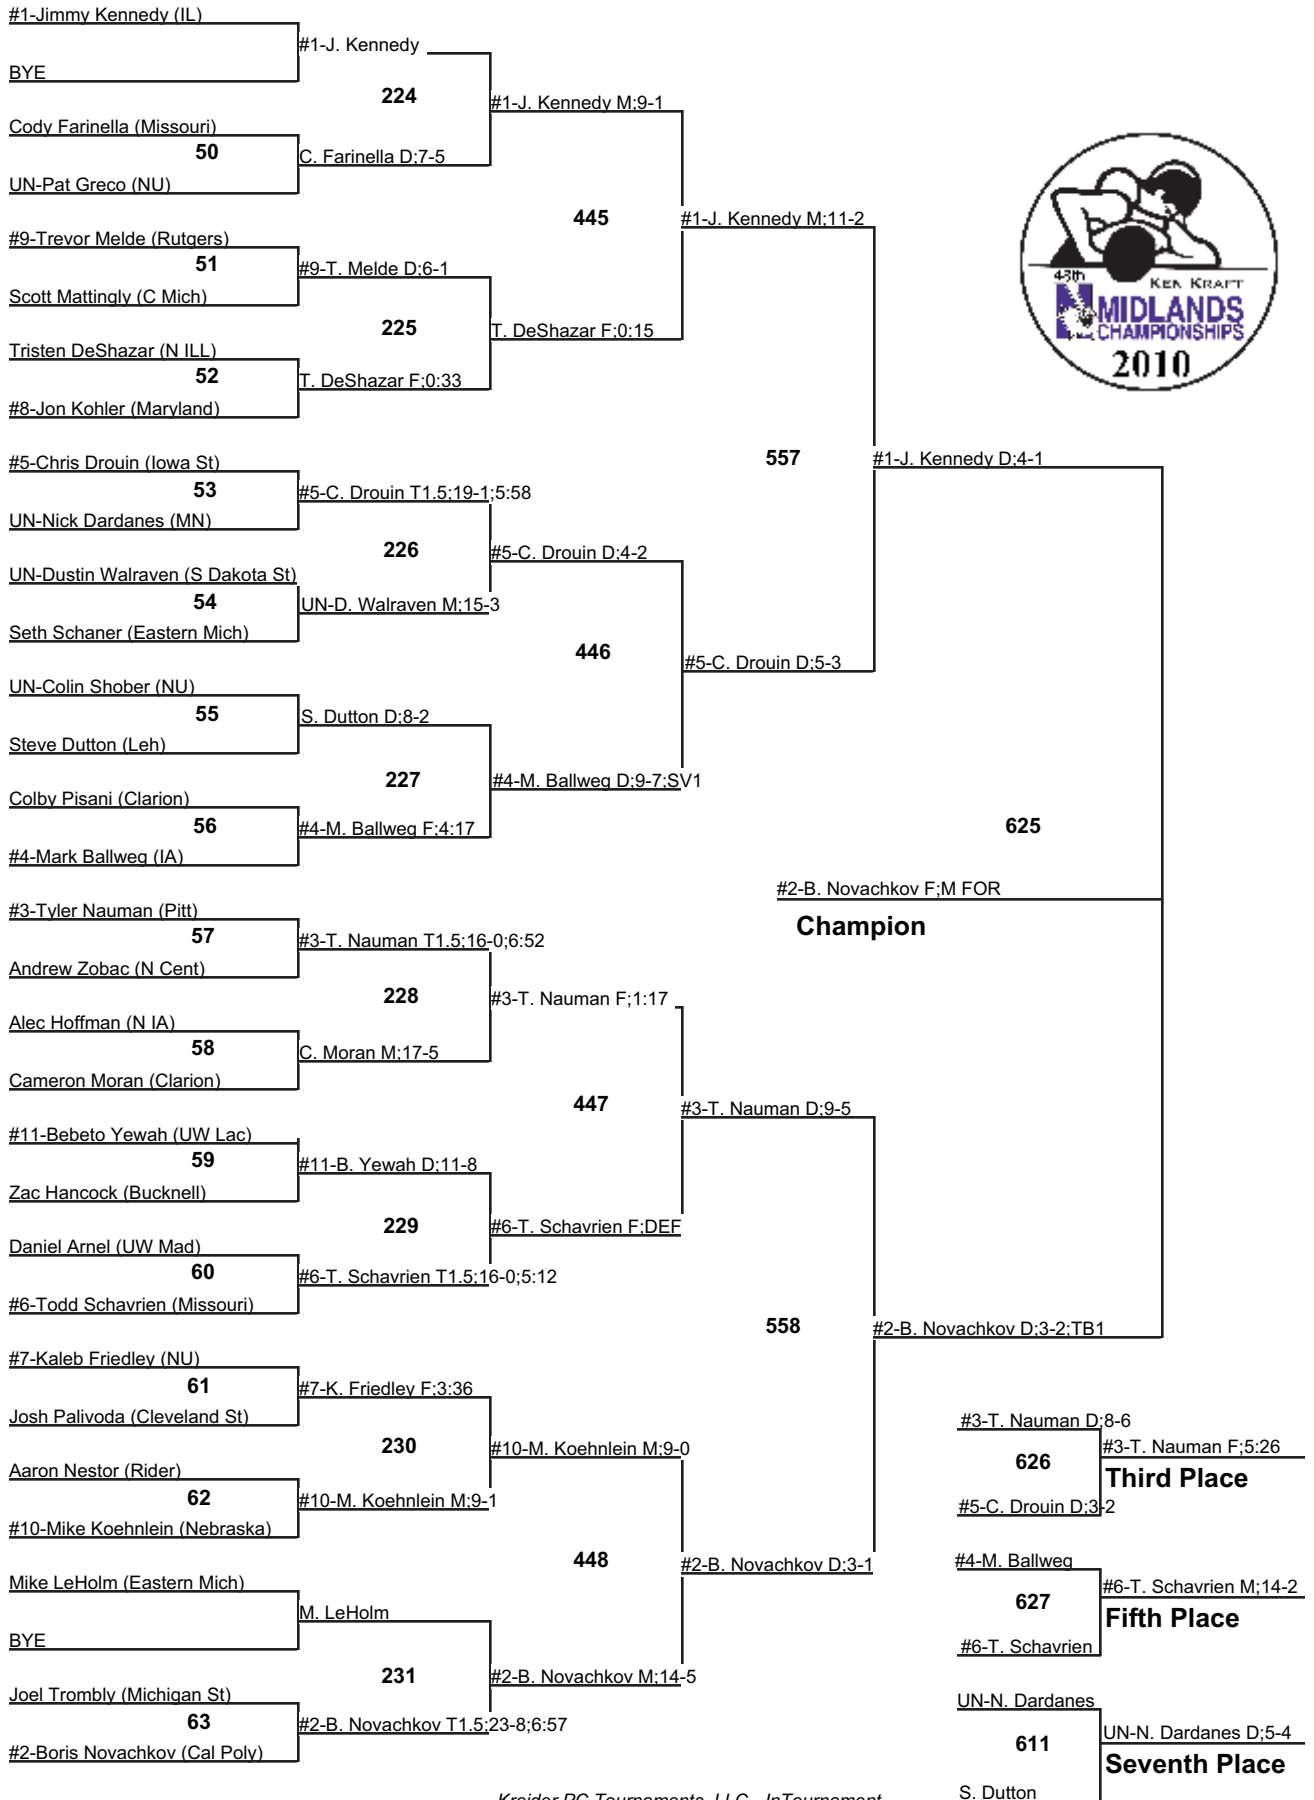 #1-Jimmy Kennedy (IL)
#1-J. Kennedy
BYE
224
#1-J. Kennedy M;9-1
Cody Farinella (Missouri)
50
C. Farinella D;7-5
UN-Pat Greco (NU)
445
#1-J. Kennedy M;11-2
#9-Trevor Melde (Rutgers)
51
#9-T. Melde D;6-1
Scott Mattingly (C Mich)
225
T. DeShazar F;0:15
Tristen DeShazar (N ILL)
52
T. DeShazar F;0:33
#8-Jon Kohler (Maryland)
48th
KEN KRAFT
N MIDLANDS
CHAMPIONSHIPS
2010
557
#1-J. Kennedy D;4-1
#5-Chris Drouin (Iowa St)
53
#5-C. Drouin T1.5;19-1;5:58
UN-Nick Dardanes (MN)
226
#5-C. Drouin D;4-2
UN-Dustin Walraven (S Dakota St)
54
UN-D. Walraven M;15-3
Seth Schaner (Eastern Mich)
446
#5-C. Drouin D;5-3
UN-Colin Shober (NU)
55
S. Dutton D;8-2
Steve Dutton (Leh)
227
#4-M. Ballweg D;9-7;SV1
Colby Pisani (Clarion)
56
#4-M. Ballweg F;4:17
#4-Mark Ballweg (IA)
625
#2-B. Novachkov F;M FOR
Champion
#3-Tyler Nauman (Pitt)
57
#3-T. Nauman T1.5;16-0;6:52
Andrew Zobac (N Cent)
228
#3-T. Nauman F;1:17
Alec Hoffman (N IA)
58
C. Moran M;17-5
Cameron Moran (Clarion)
447
#3-T. Nauman D;9-5
#11-Bebeto Yewah (UW Lac)
59
#11-B. Yewah D;11-8
Zac Hancock (Bucknell)
229
#6-T. Schavrien F;DEF
Daniel Arnel (UW Mad)
60
#6-T. Schavrien T1.5;16-0;5:12
#6-Todd Schavrien (Missouri)
558
#2-B. Novachkov D;3-2;TB1
#7-Kaleb Friedley (NU)
61
#7-K. Friedley F;3:36
Josh Palivoda (Cleveland St)
230
#10-M. Koehnlein M;9-0
Aaron Nestor (Rider)
62
#10-M. Koehnlein M;9-1
#10-Mike Koehnlein (Nebraska)
448
#2-B. Novachkov D;3-1
Mike LeHolm (Eastern Mich)
M. LeHolm
BYE
231
#2-B. Novachkov M;14-5
Joel Trombly (Michigan St)
63
#2-B. Novachkov T1.5;23-8;6:57
#2-Boris Novachkov (Cal Poly)
#3-T. Nauman D;8-6
#3-T. Nauman F;5:26
626
Third Place
#5-C. Drouin D;3-2
#4-M. Ballweg
#6-T. Schavrien M;14-2
627
Fifth Place
#6-T. Schavrien
UN-N. Dardanes
UN-N. Dardanes D;5-4
611
Seventh Place
S. Dutton
Kreider PC Tournaments, LLC - InTournament